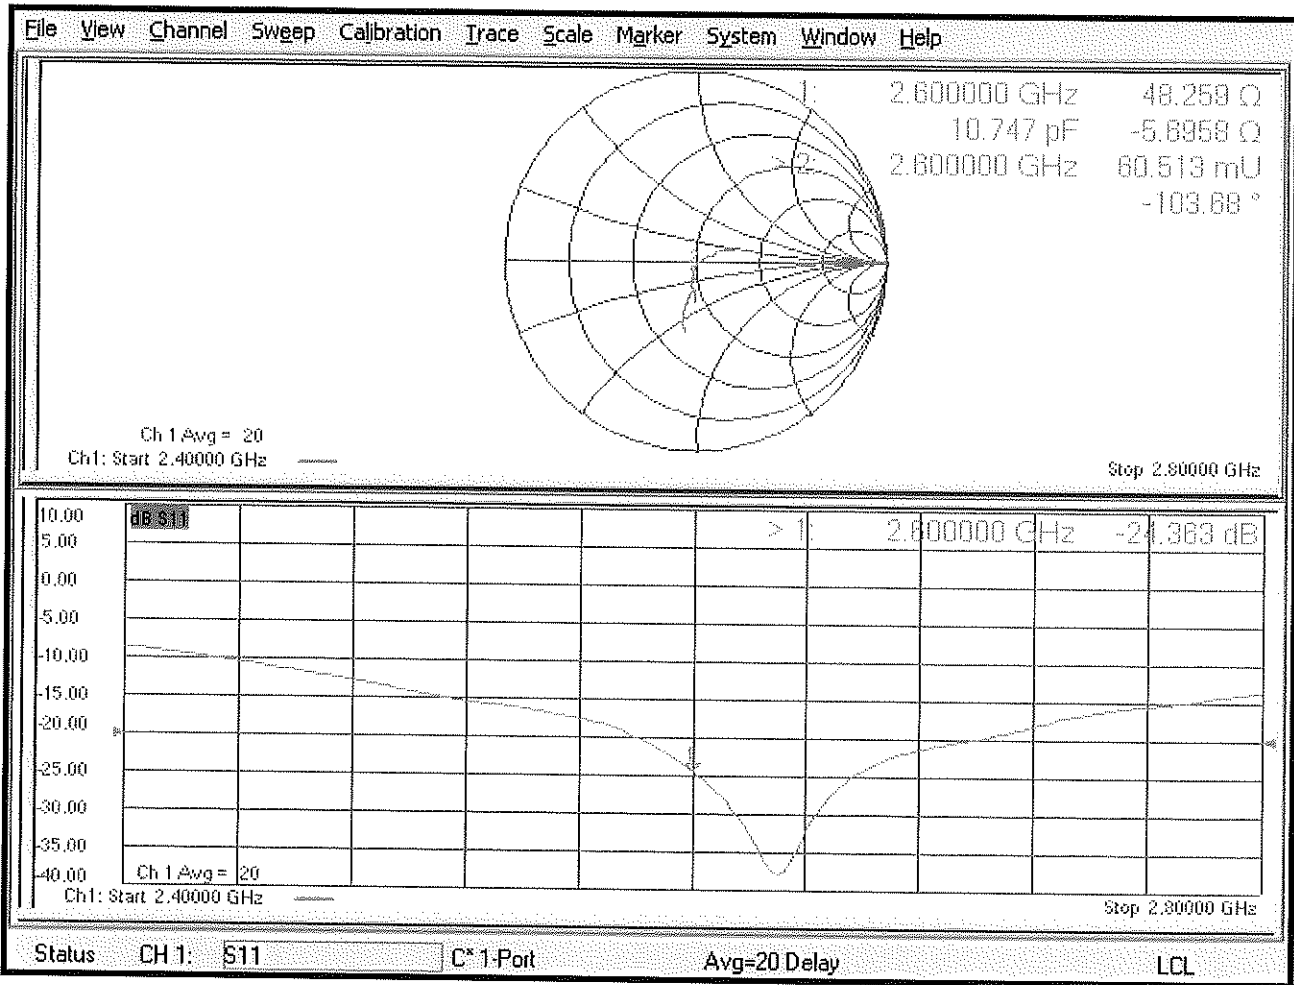 File View Channel Sweep Calibration Trace Scale Marker System Window Help
1: 2.600000 GHz 48.259 Ω
10.747 pF -5.6958 Ω
> 2: 2.600000 GHz 60.513 mU
-103.68 °
Ch 1 Avg = 20
Ch1: Start 2.40000 GHz
Stop 2.80000 GHz
10.00
dB S11
> 1: 2.600000 GHz -24.363 dB
5.00
0.00
-5.00
-10.00
-15.00
-20.00
-25.00
-30.00
-35.00
-40.00
Ch 1 Avg = 20
Ch1: Start 2.40000 GHz
Stop 2.80000 GHz
Status CH 1: S11 C* 1-Port Avg=20 Delay LCL